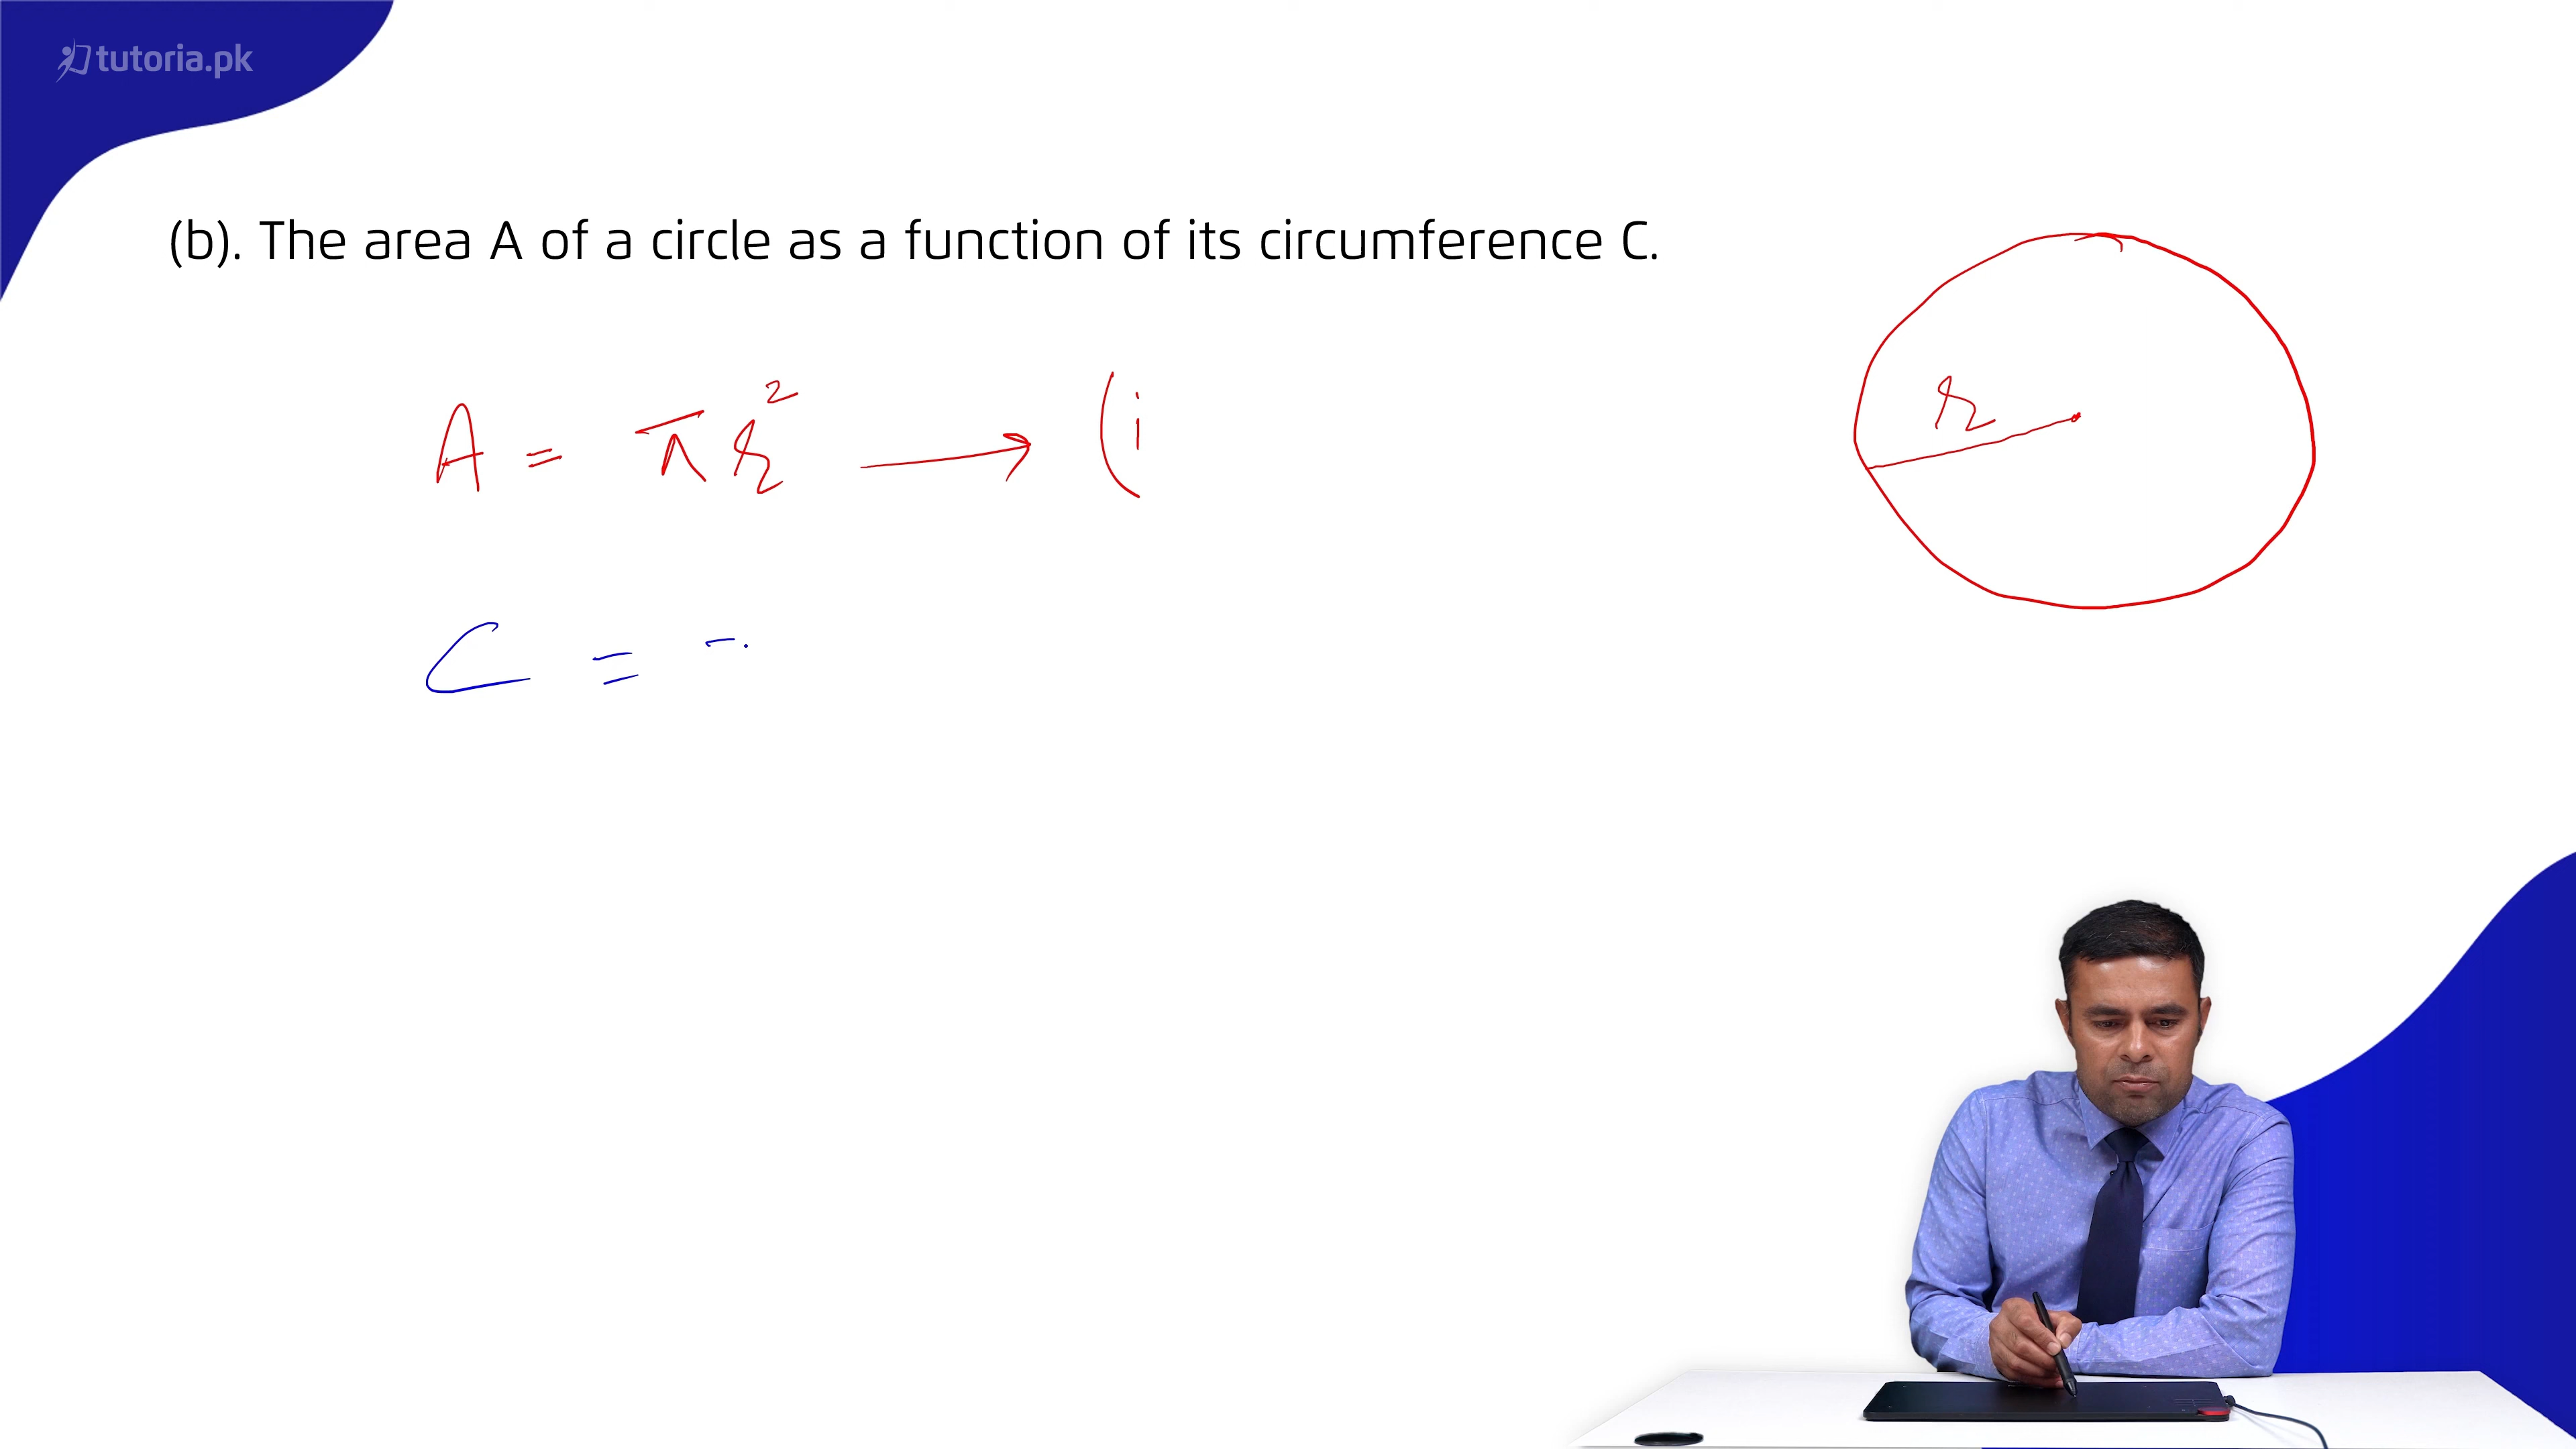 tutoria.pk
(b). The area A of a circle as a function of its circumference C.
A = πr² → (i
r
C =